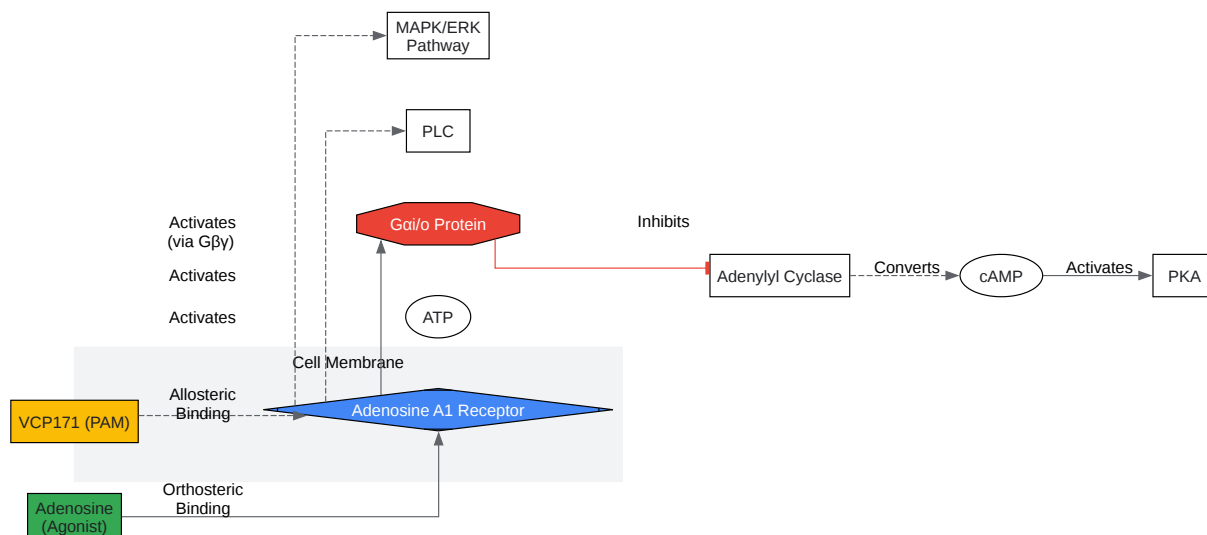 MAPK/ERK
Pathway
PLC
Activates
(via Gβγ)
Gαi/o Protein
Inhibits
Activates
Adenylyl Cyclase
Converts
cAMP
Activates
PKA
Activates
ATP
Cell Membrane
Allosteric
Binding
VCP171 (PAM)
Adenosine A1 Receptor
Orthosteric
Binding
Adenosine
(Agonist)